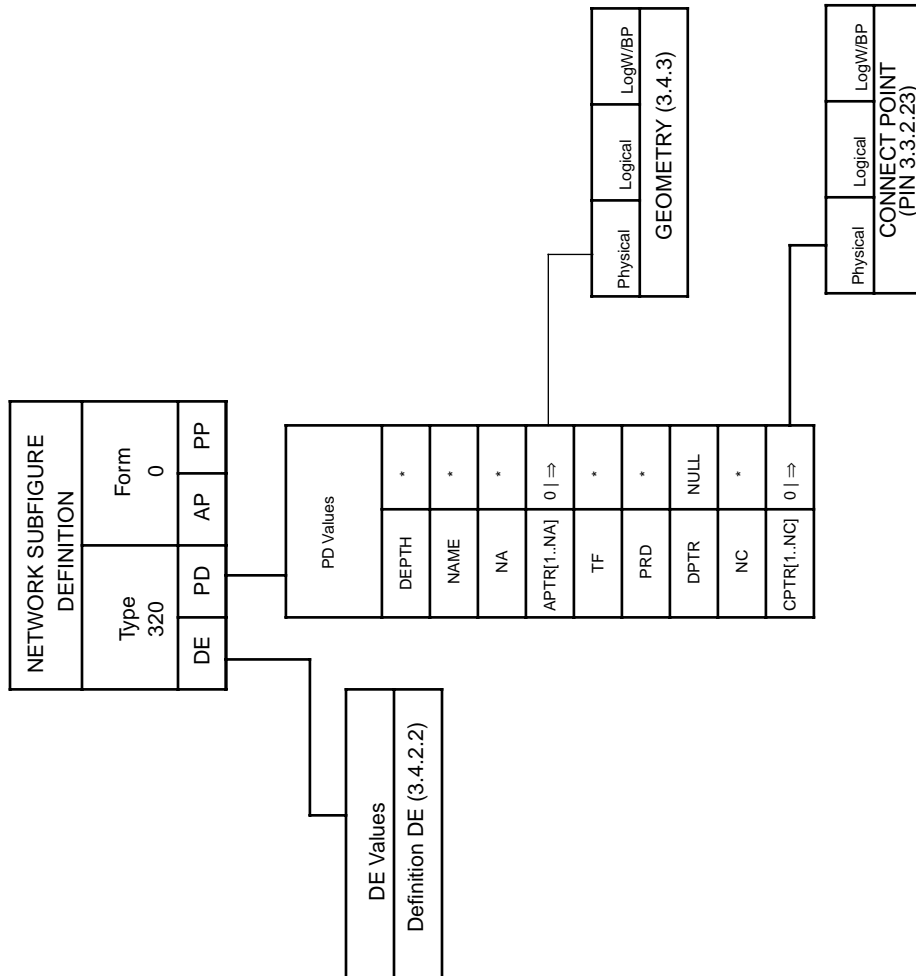 NETWORK SUBFIGURE
DEFINITION
Type
320
Form
0
DE
PD
AP
PP
DE Values
Definition DE (3.4.2.2)
PD Values
DEPTH *
NAME *
NA *
APTR[1..NA] 0 | ⇒
TF *
PRD *
DPTR NULL
NC *
CPTR[1..NC] 0 | ⇒
Physical
Logical
LogW/BP
GEOMETRY (3.4.3)
Physical
Logical
LogW/BP
CONNECT POINT
(PIN 3.3.2.23)